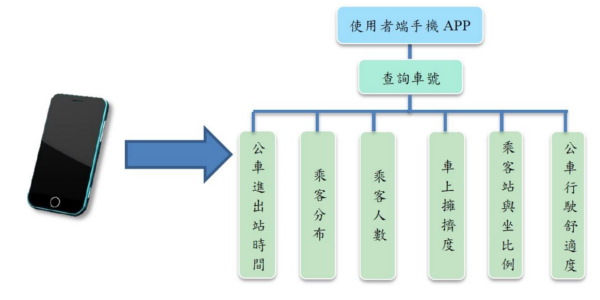 使用者端手機 APP
查詢車號
公車進出站時間
乘客分布
乘客人數
車上擁擠度
乘客站與坐比例
公車行駛舒適度